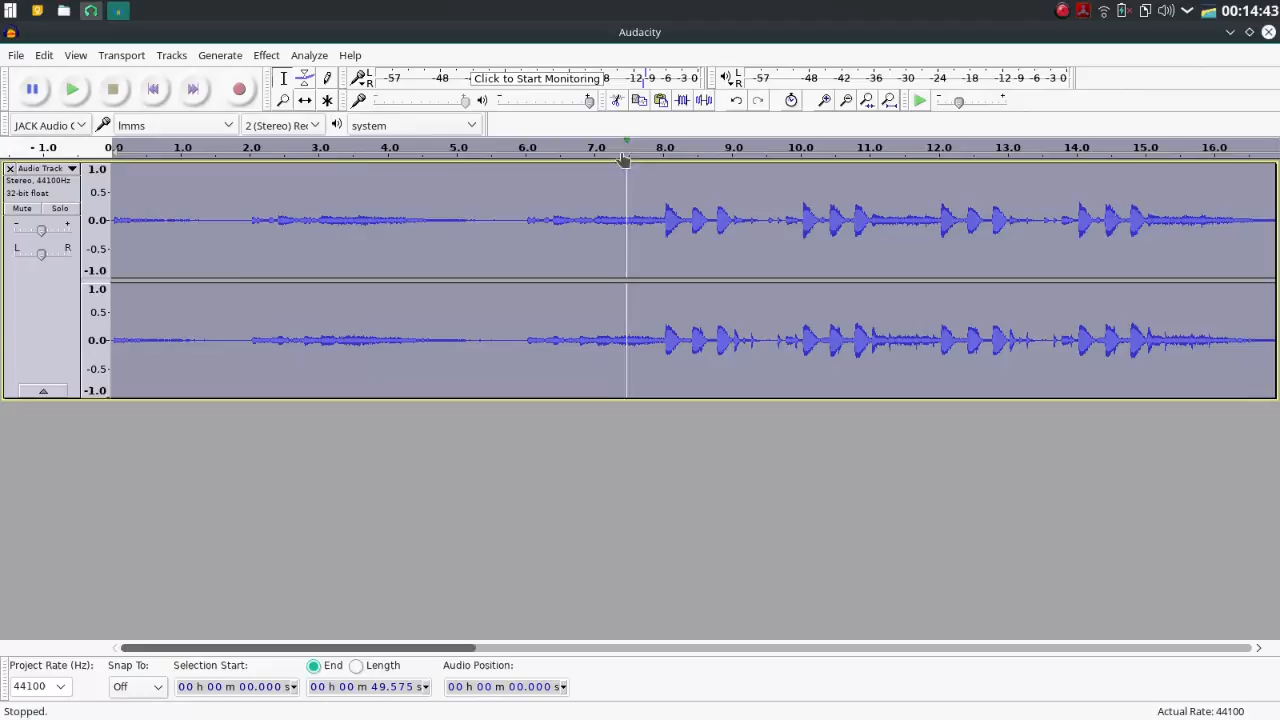 00:14:43
Audacity
File Edit View Transport Tracks Generate Effect Analyze Help
L R -57 -48 Click to Start Monitoring 8 -12 -9 -6 -3 0 L R -57 -48 -42 -36 -30 -24 -18 -12 -9 -6 -3 0
JACK Audio C lmms 2 (Stereo) Rec system
- 1.0 0.0 1.0 2.0 3.0 4.0 5.0 6.0 7.0 8.0 9.0 10.0 11.0 12.0 13.0 14.0 15.0 16.0
Audio Track
Stereo, 44100Hz
32-bit float
Mute Solo
- +
L R
1.0
0.5-
0.0-
-0.5-
-1.0
1.0
0.5-
0.0-
-0.5-
-1.0
Project Rate (Hz): Snap To: Selection Start: End Length Audio Position:
44100 Off 00 h 00 m 00.000 s 00 h 00 m 49.575 s 00 h 00 m 00.000 s
Stopped. Actual Rate: 44100